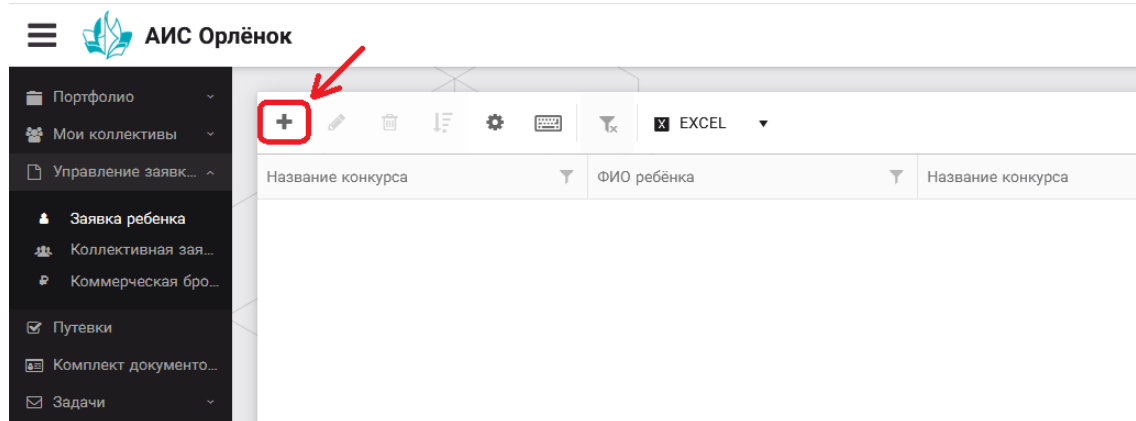 АИС Орлёнок
Портфолио
Мои коллективы
Управление заявк...
Заявка ребенка
Коллективная зая...
Коммерческая бро...
Путевки
Комплект документо...
Задачи
X EXCEL
Название конкурса ФИО ребёнка Название конкурса